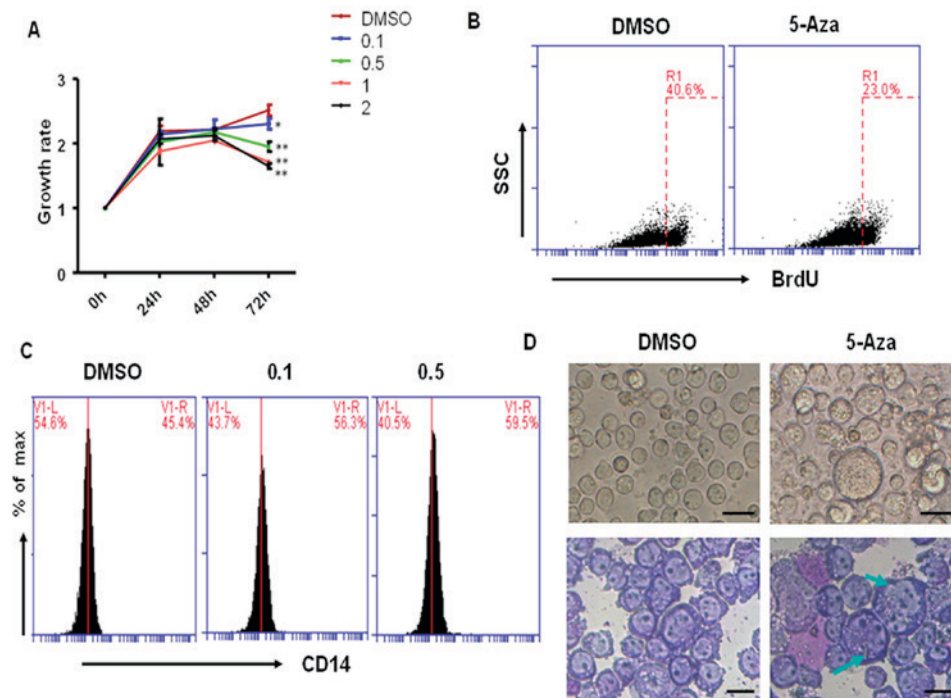 A
DMSO
0.1
0.5
1
2
Growth rate
3
2
1
0
0h
24h
48h
72h
*
**
**
**
B
DMSO
5-Aza
R1
40.6%
R1
23.0%
SSC
BrdU
C
DMSO
0.1
0.5
V1-L
54.6%
V1-R
45.4%
V1-L
43.7%
V1-R
56.3%
V1-L
40.5%
V1-R
59.5%
% of max
CD14
D
DMSO
5-Aza